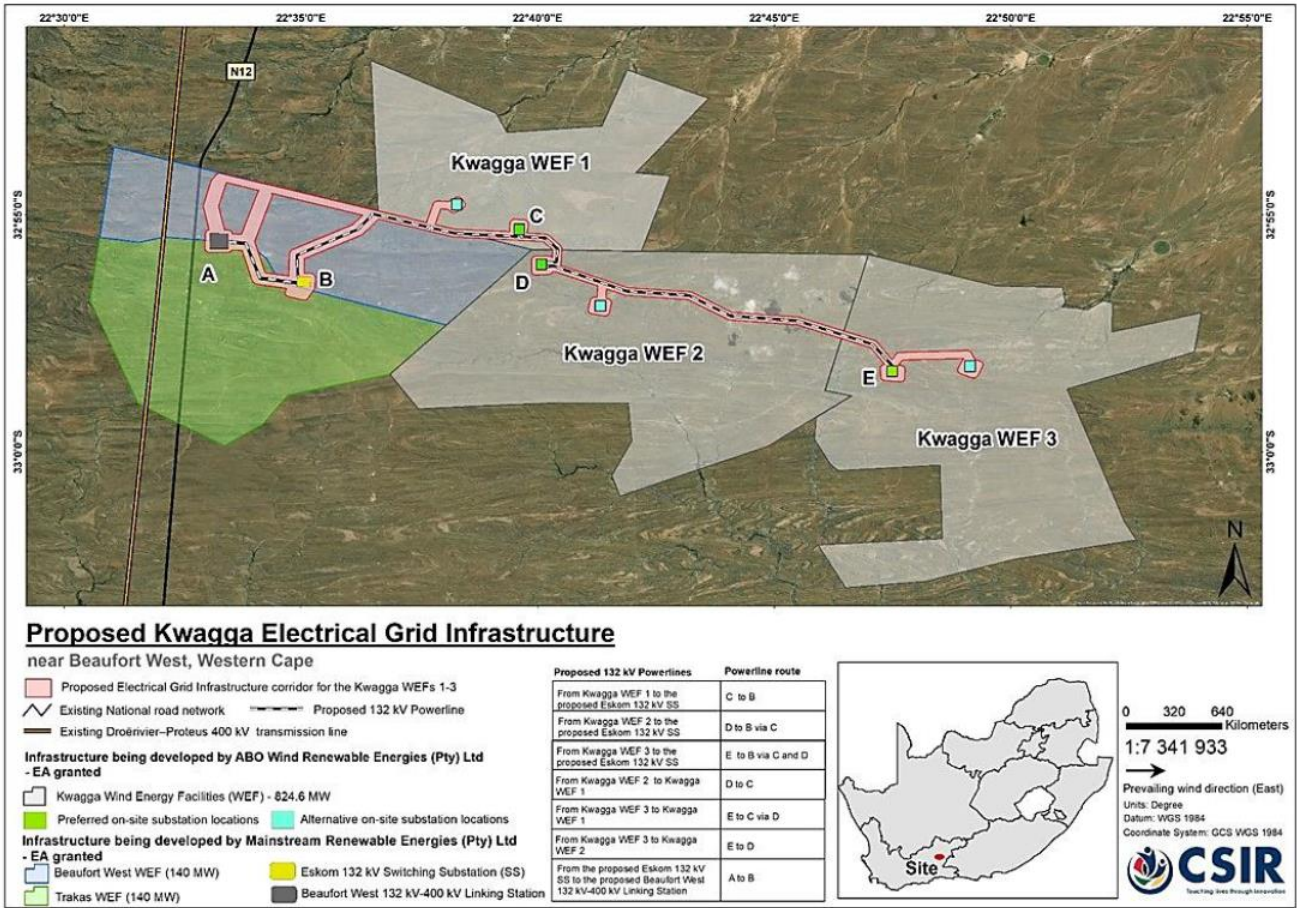 22°30'0"E 22°35'0"E 22°40'0"E 22°45'0"E 22°50'0"E 22°55'0"E
N12
Kwagga WEF 1
32°55'0"S
32°55'0"S
C
A
B
D
Kwagga WEF 2
E
Kwagga WEF 3
33°0'0"S
33°0'0"S
N
Proposed Kwagga Electrical Grid Infrastructure
near Beaufort West, Western Cape
Proposed Electrical Grid Infrastructure corridor for the Kwagga WEFs 1-3
Existing National road network
Proposed 132 kV Powerline
Existing Droërivier–Proteus 400 kV transmission line
Infrastructure being developed by ABO Wind Renewable Energies (Pty) Ltd
- EA granted
Kwagga Wind Energy Facilities (WEF) - 824.6 MW
Preferred on-site substation locations
Alternative on-site substation locations
Infrastructure being developed by Mainstream Renewable Energies (Pty) Ltd
- EA granted
Beaufort West WEF (140 MW)
Eskom 132 kV Switching Substation (SS)
Trakas WEF (140 MW)
Beaufort West 132 kV-400 kV Linking Station
Proposed 132 kV Powerlines
Powerline route
From Kwagga WEF 1 to the
proposed Eskom 132 kV SS
C to B
From Kwagga WEF 2 to the
proposed Eskom 132 kV SS
D to B via C
From Kwagga WEF 3 to the
proposed Eskom 132 kV SS
E to B via C and D
From Kwagga WEF 2 to Kwagga
WEF 1
D to C
From Kwagga WEF 3 to Kwagga
WEF 1
E to C via D
From Kwagga WEF 3 to Kwagga
WEF 2
E to D
From the proposed Eskom 132 kV
SS to the proposed Beaufort West
132 kV-400 kV Linking Station
A to B
Site
0 320 640
Kilometers
1:7 341 933
Prevailing wind direction (East)
Units: Degree
Datum: WGS 1984
Coordinate System: GCS WGS 1984
CSIR
Touching lives through innovation